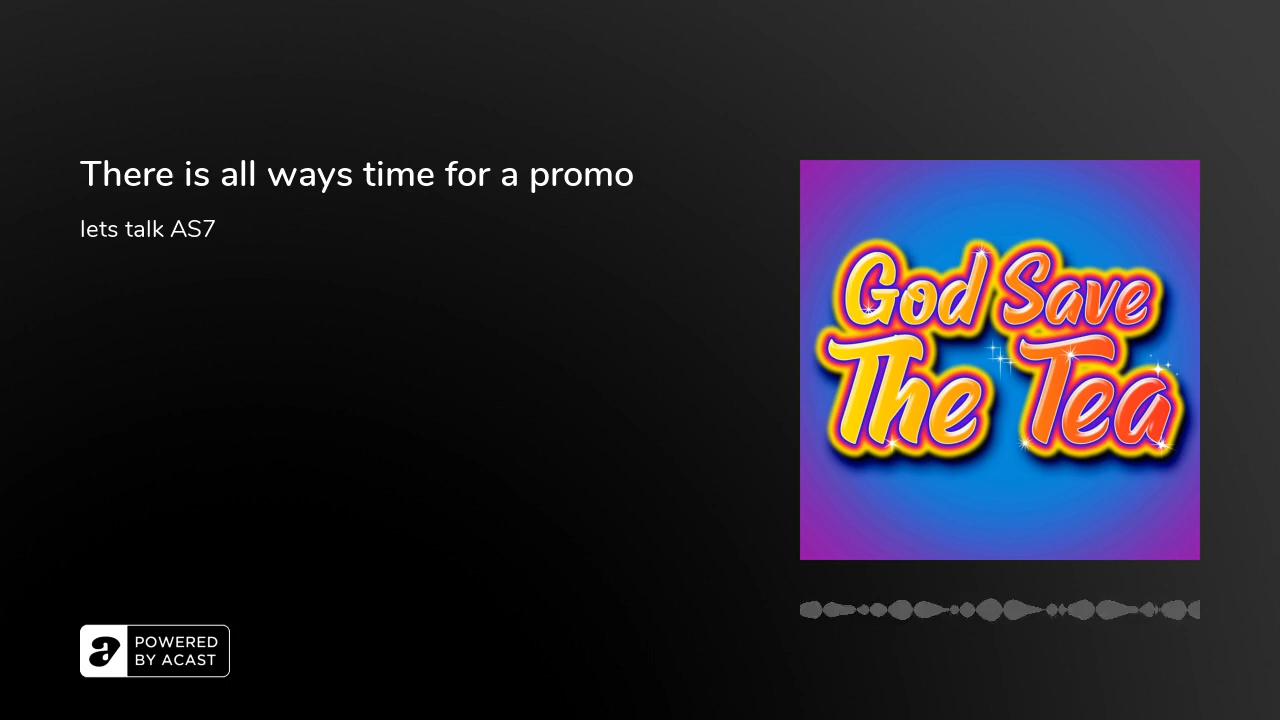 There is all ways time for a promo
lets talk AS7
God Save
The Tea
a POWERED
BY ACAST